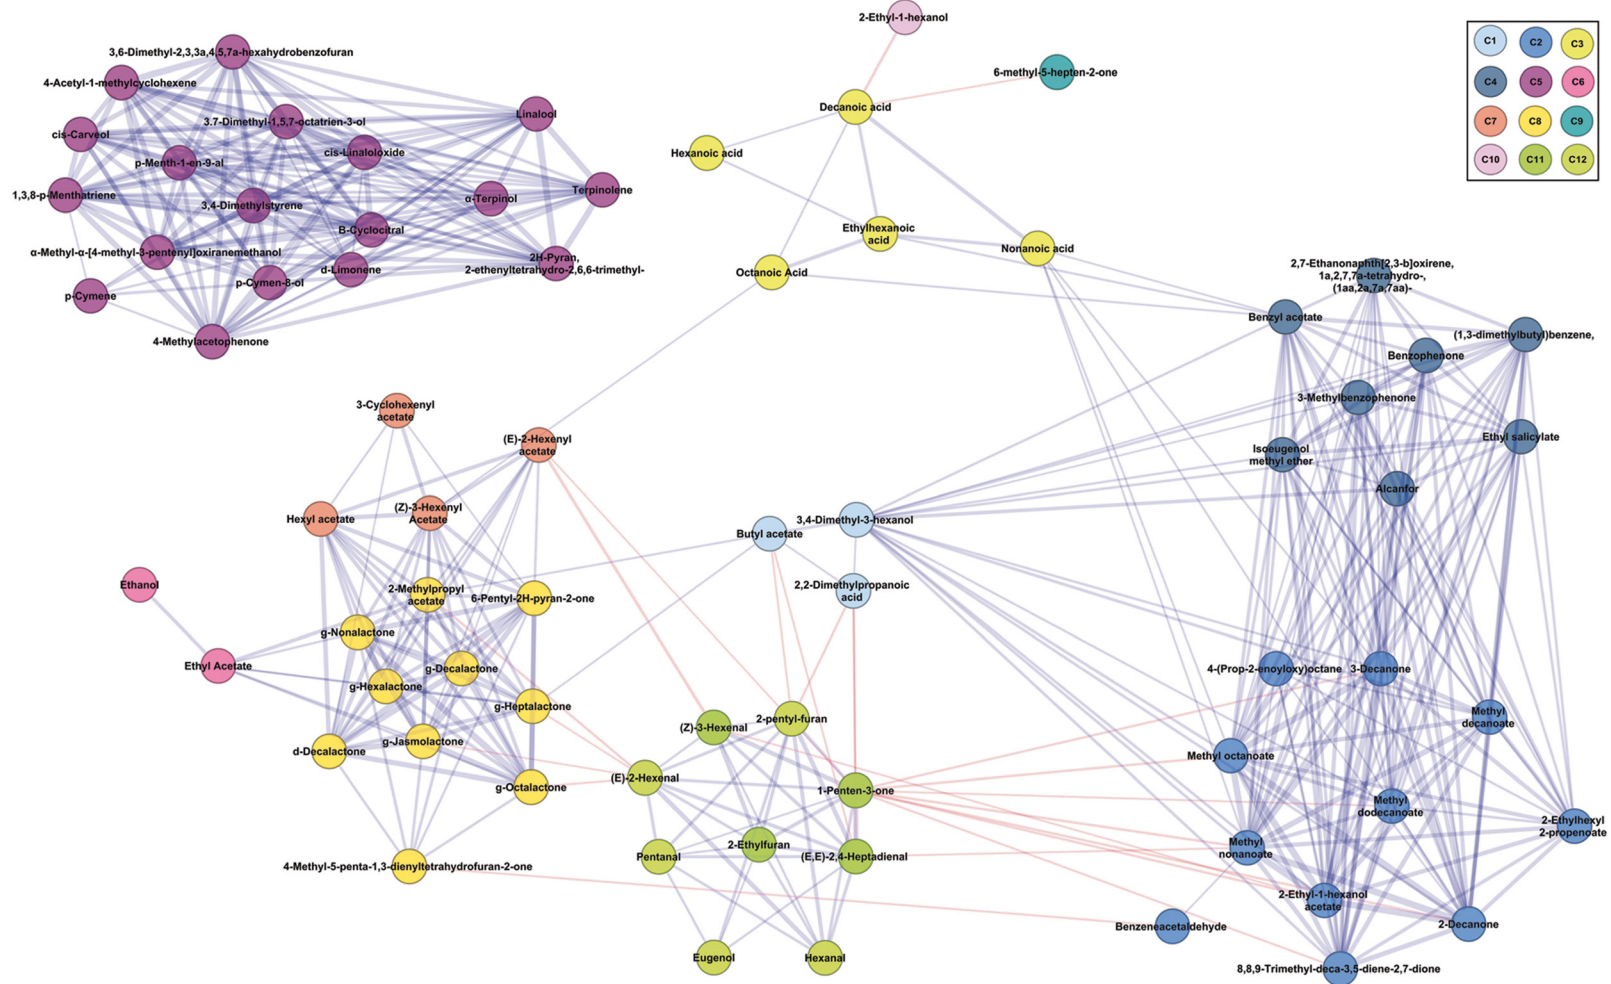 2-Ethyl-1-hexanol
6-methyl-5-hepten-2-one
Decanoic acid
Hexanoic acid
Ethylhexanoic
acid
Nonanoic acid
Octanoic Acid
C1
C2
C3
C4
C5
C6
C7
C8
C9
C10
C11
C12
3,6-Dimethyl-2,3,3a,4,5,7a-hexahydrobenzofuran
4-Acetyl-1-methylcyclohexene
3.7-Dimethyl-1,5,7-octatrien-3-ol
Linalool
cis-Carveol
cis-Linaloloxide
p-Menth-1-en-9-al
1,3,8-p-Menthatriene
3,4-Dimethylstyrene
α-Terpinol
Terpinolene
B-Cyclocitral
α-Methyl-α-[4-methyl-3-pentenyl]oxiranemethanol
d-Limonene
2H-Pyran,
2-ethenyltetrahydro-2,6,6-trimethyl-
p-Cymen-8-ol
p-Cymene
4-Methylacetophenone
2,7-Ethanonaphth[2,3-b]oxirene,
1a,2,7,7a-tetrahydro-,
(1aa,2a,7a,7aa)-
Benzyl acetate
(1,3-dimethylbutyl)benzene,
Benzophenone
3-Methylbenzophenone
Ethyl salicylate
Isoeugenol
methyl ether
Alcanfor
3-Cyclohexenyl
acetate
(E)-2-Hexenyl
acetate
Hexyl acetate
(Z)-3-Hexenyl
Acetate
Butyl acetate
3,4-Dimethyl-3-hexanol
2,2-Dimethylpropanoic
acid
Ethanol
Ethyl Acetate
2-Methylpropyl
acetate
6-Pentyl-2H-pyran-2-one
g-Nonalactone
g-Decalactone
g-Hexalactone
g-Heptalactone
d-Decalactone
g-Jasmolactone
g-Octalactone
4-Methyl-5-penta-1,3-dienyltetrahydrofuran-2-one
(Z)-3-Hexenal
2-pentyl-furan
(E)-2-Hexenal
1-Penten-3-one
Pentanal
2-Ethylfuran
(E,E)-2,4-Heptadienal
Eugenol
Hexanal
4-(Prop-2-enoyloxy)octane
3-Decanone
Methyl
decanoate
Methyl octanoate
Methyl
dodecanoate
2-Ethylhexyl
2-propenoate
Methyl
nonanoate
2-Ethyl-1-hexanol
acetate
Benzeneacetaldehyde
2-Decanone
8,8,9-Trimethyl-deca-3,5-diene-2,7-dione